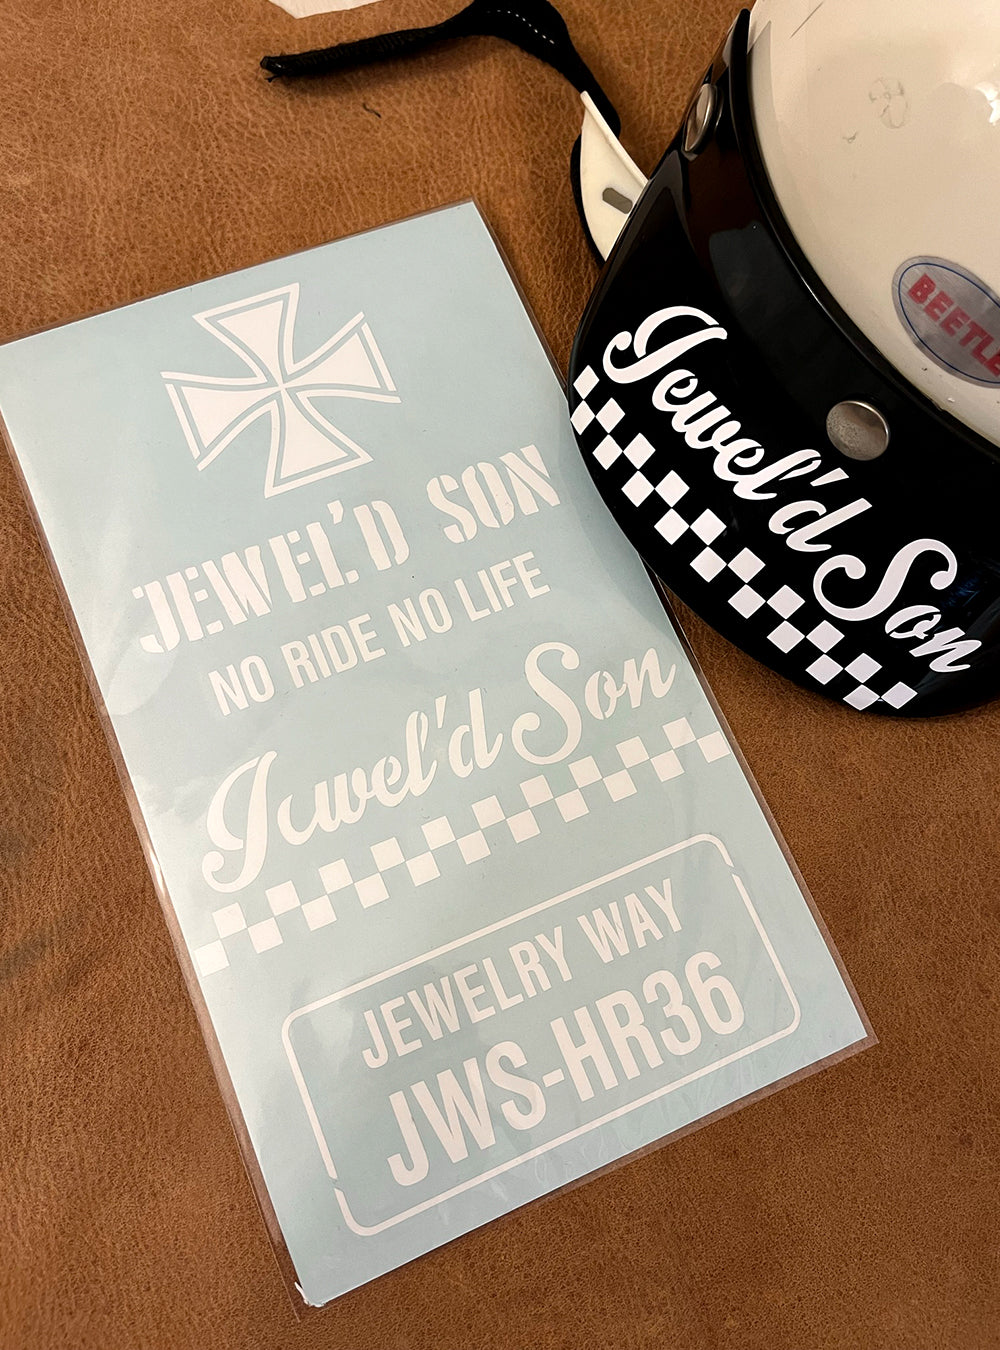 JEWEL'D SON
NO RIDE NO LIFE
Jewel'd Son
JEWELRY WAY
JWS-HR36
Jewel'd Son
BEETLE